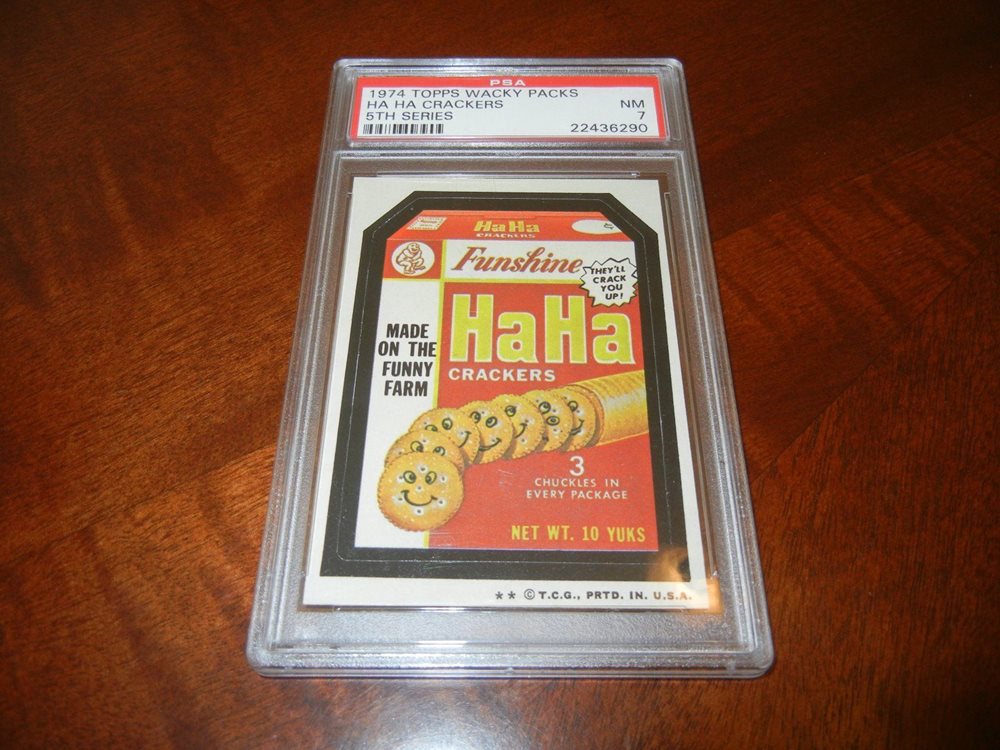 PSA
1974 TOPPS WACKY PACKS
HA HA CRACKERS
NM
5TH SERIES
7
22436290
HaHa
CRACKERS
Funshine
THEY'LL
CRACK
YOU
UP!
HaHa
CRACKERS
MADE
ON THE
FUNNY
FARM
3
CHUCKLES IN
EVERY PACKAGE
NET WT. 10 YUKS
** © T.C.G., PRTD. IN. U.S.A.